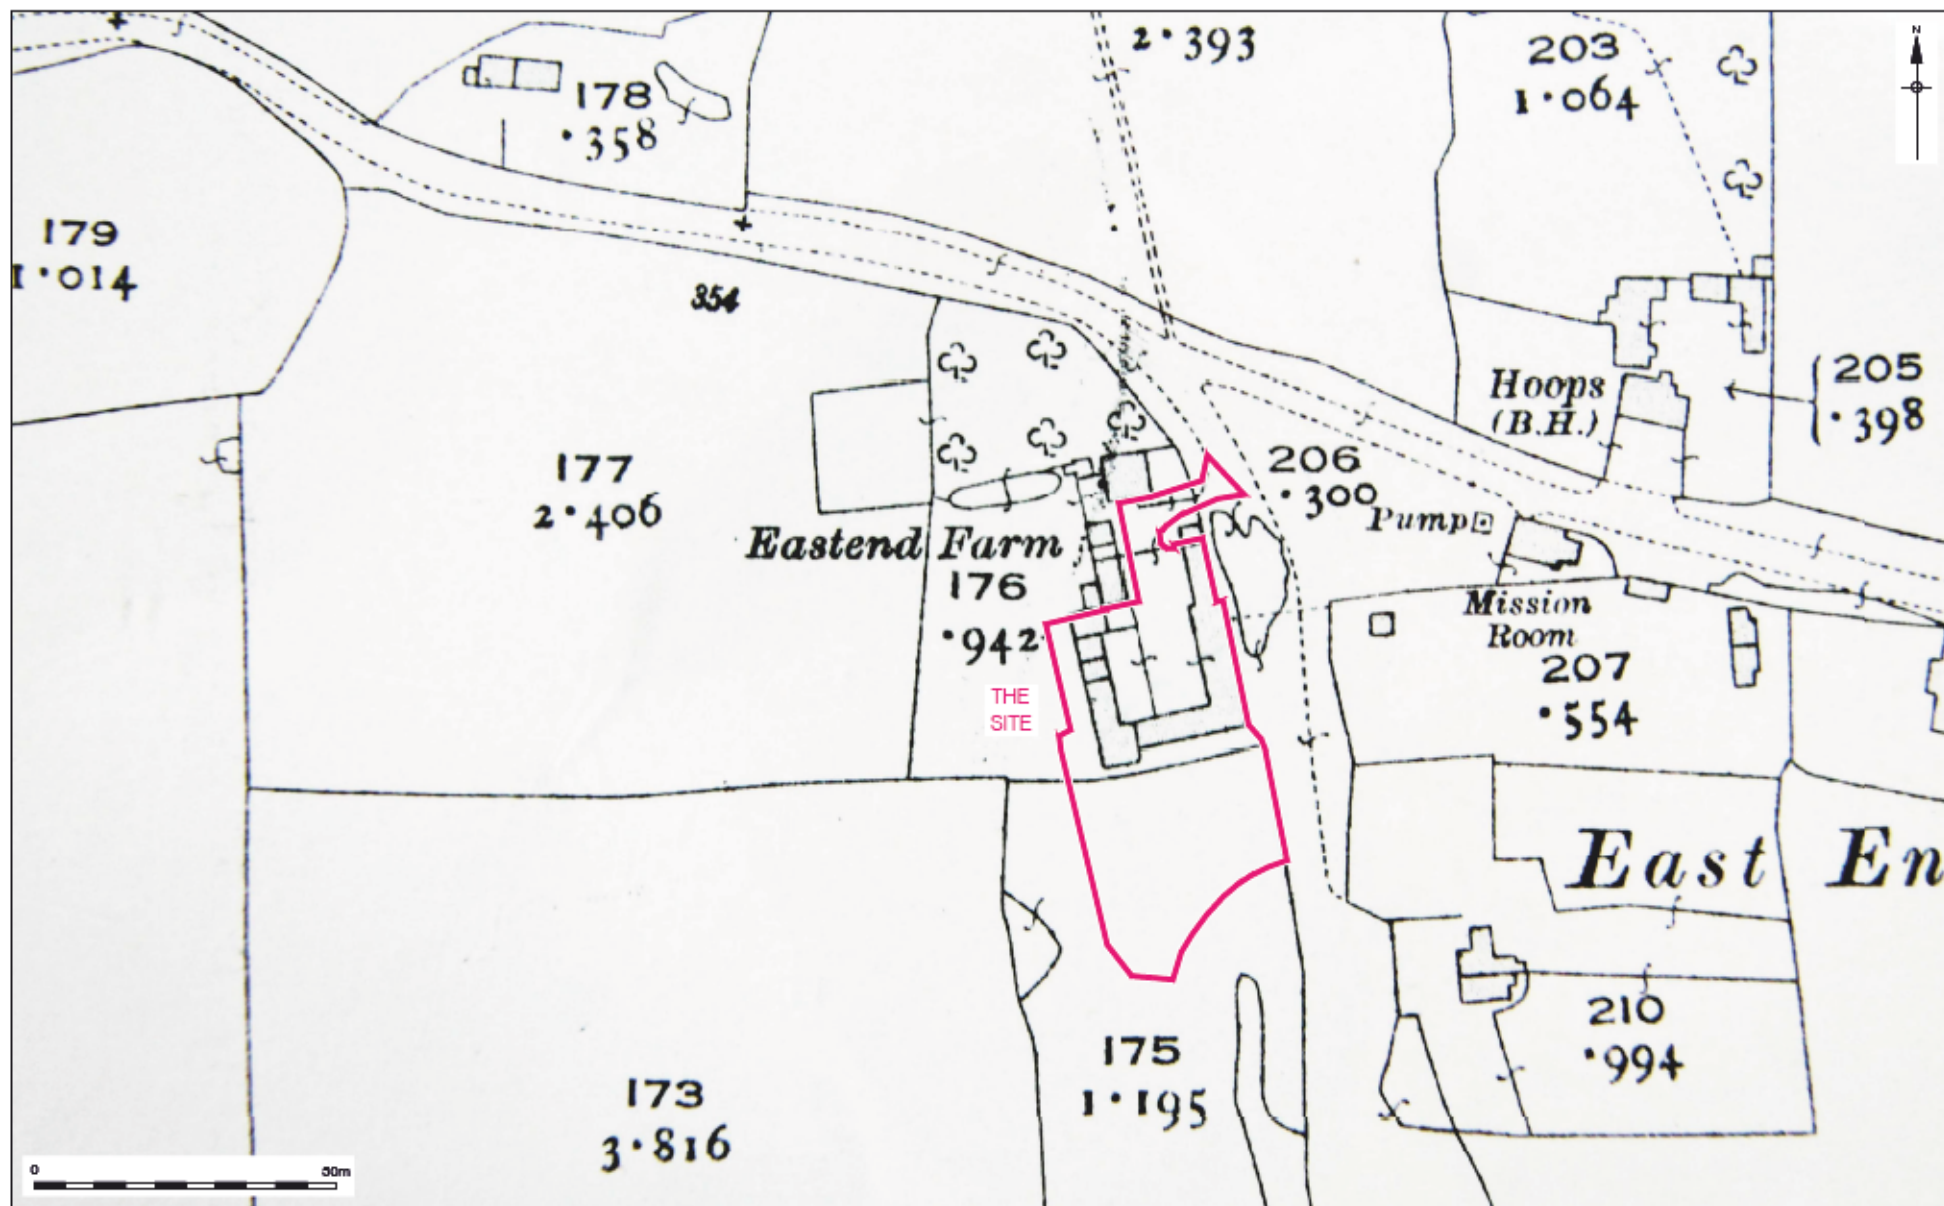 2·393
203
1·064
N
178
·358
179
1·014
354
Hoops
(B.H.)
205
·398
177
2·406
206
·300
Pump
Eastend Farm
176
·942
Mission
Room
207
·554
THE
SITE
East En
175
1·195
210
·994
173
3·816
0
50m